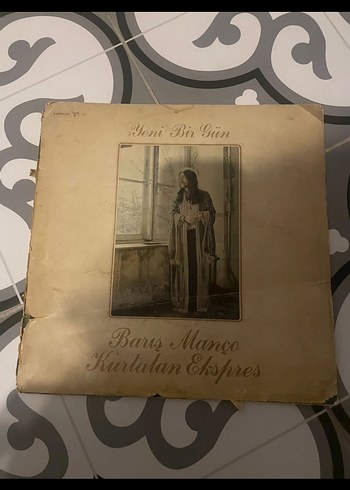 Yeni Bir Gün
Barış Manço
Kurtalan Ekspres